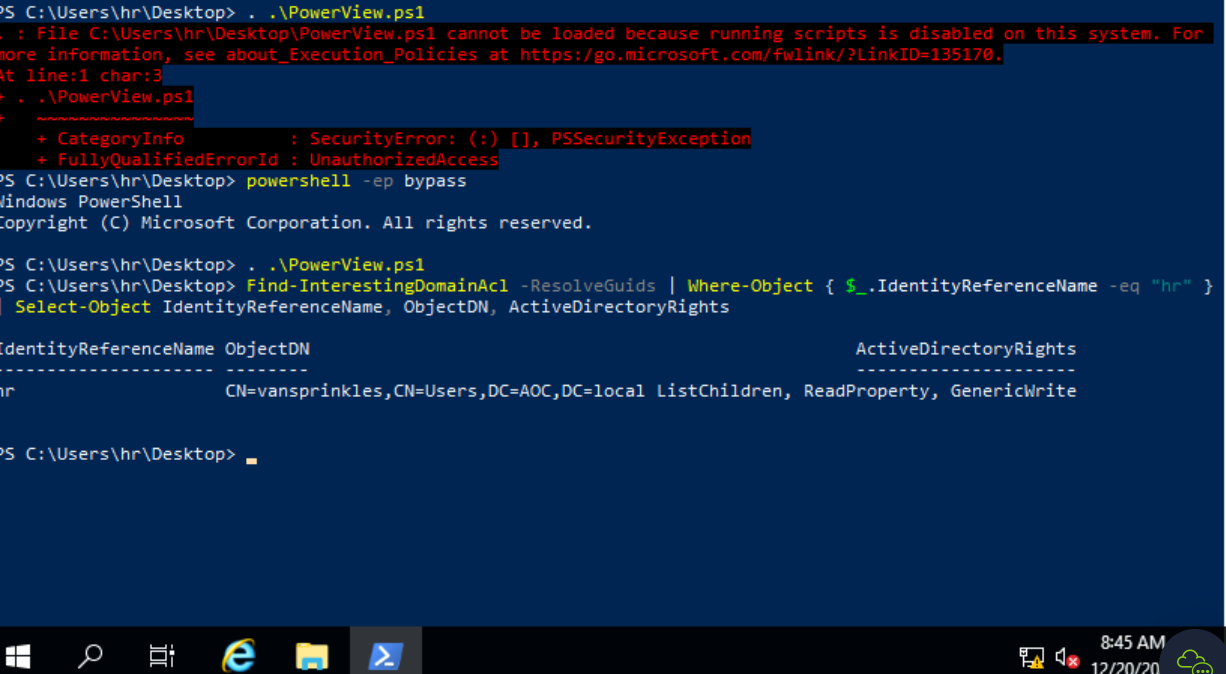 PS C:\Users\hr\Desktop> . .\PowerView.ps1
. : File C:\Users\hr\Desktop\PowerView.ps1 cannot be loaded because running scripts is disabled on this system. For
more information, see about_Execution_Policies at https:/go.microsoft.com/fwlink/?LinkID=135170.
At line:1 char:3
+ . .\PowerView.ps1
+   ~~~~~~~~~~~~~~~
    + CategoryInfo          : SecurityError: (:) [], PSSecurityException
    + FullyQualifiedErrorId : UnauthorizedAccess
PS C:\Users\hr\Desktop> powershell -ep bypass
Windows PowerShell
Copyright (C) Microsoft Corporation. All rights reserved.
PS C:\Users\hr\Desktop> . .\PowerView.ps1
PS C:\Users\hr\Desktop> Find-InterestingDomainAcl -ResolveGuids | Where-Object { $_.IdentityReferenceName -eq "hr" }
| Select-Object IdentityReferenceName, ObjectDN, ActiveDirectoryRights
IdentityReferenceName ObjectDN                                                    ActiveDirectoryRights
--------------------- --------                                                    ---------------------
hr                    CN=vansprinkles,CN=Users,DC=AOC,DC=local ListChildren, ReadProperty, GenericWrite
PS C:\Users\hr\Desktop> _
8:45 AM
12/20/20